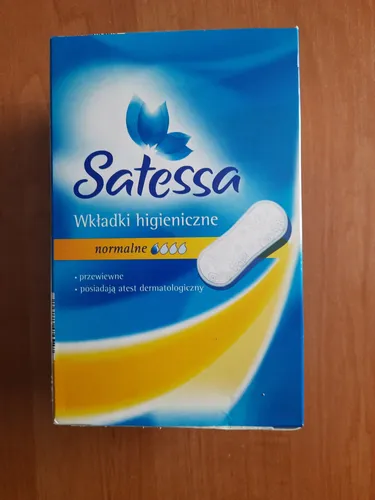 Satessa
Wkładki higieniczne
normalne
• przewiewne
• posiadają atest dermatologiczny